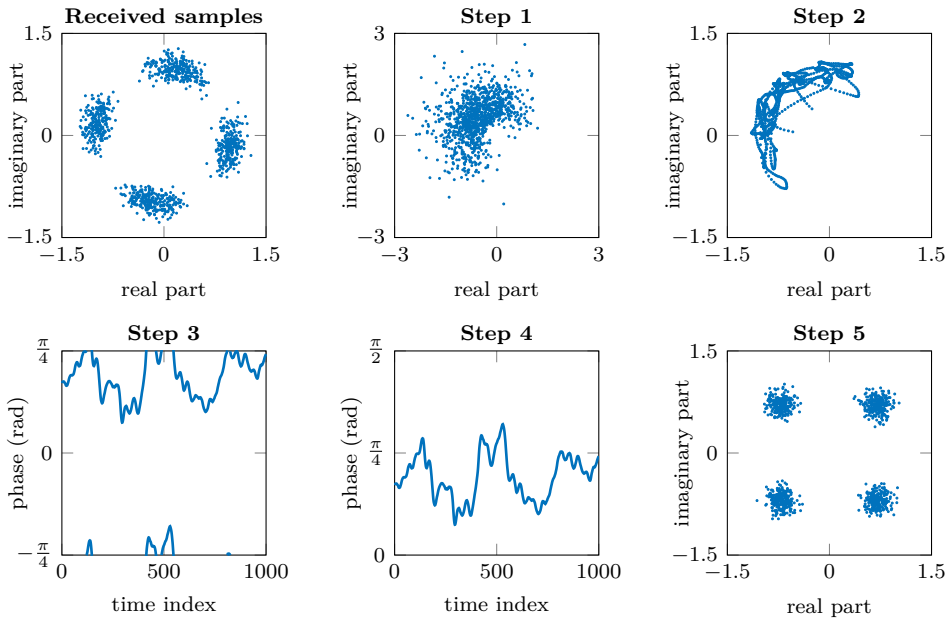 Received samples
1.5
0
−1.5
−1.5
0
1.5
imaginary part
real part
Step 1
3
0
−3
−3
0
3
imaginary part
real part
Step 2
1.5
0
−1.5
−1.5
0
1.5
imaginary part
real part
Step 3
π/4
0
−π/4
0
500
1000
phase (rad)
time index
Step 4
π/2
π/4
0
0
500
1000
phase (rad)
time index
Step 5
1.5
0
−1.5
−1.5
0
1.5
imaginary part
real part